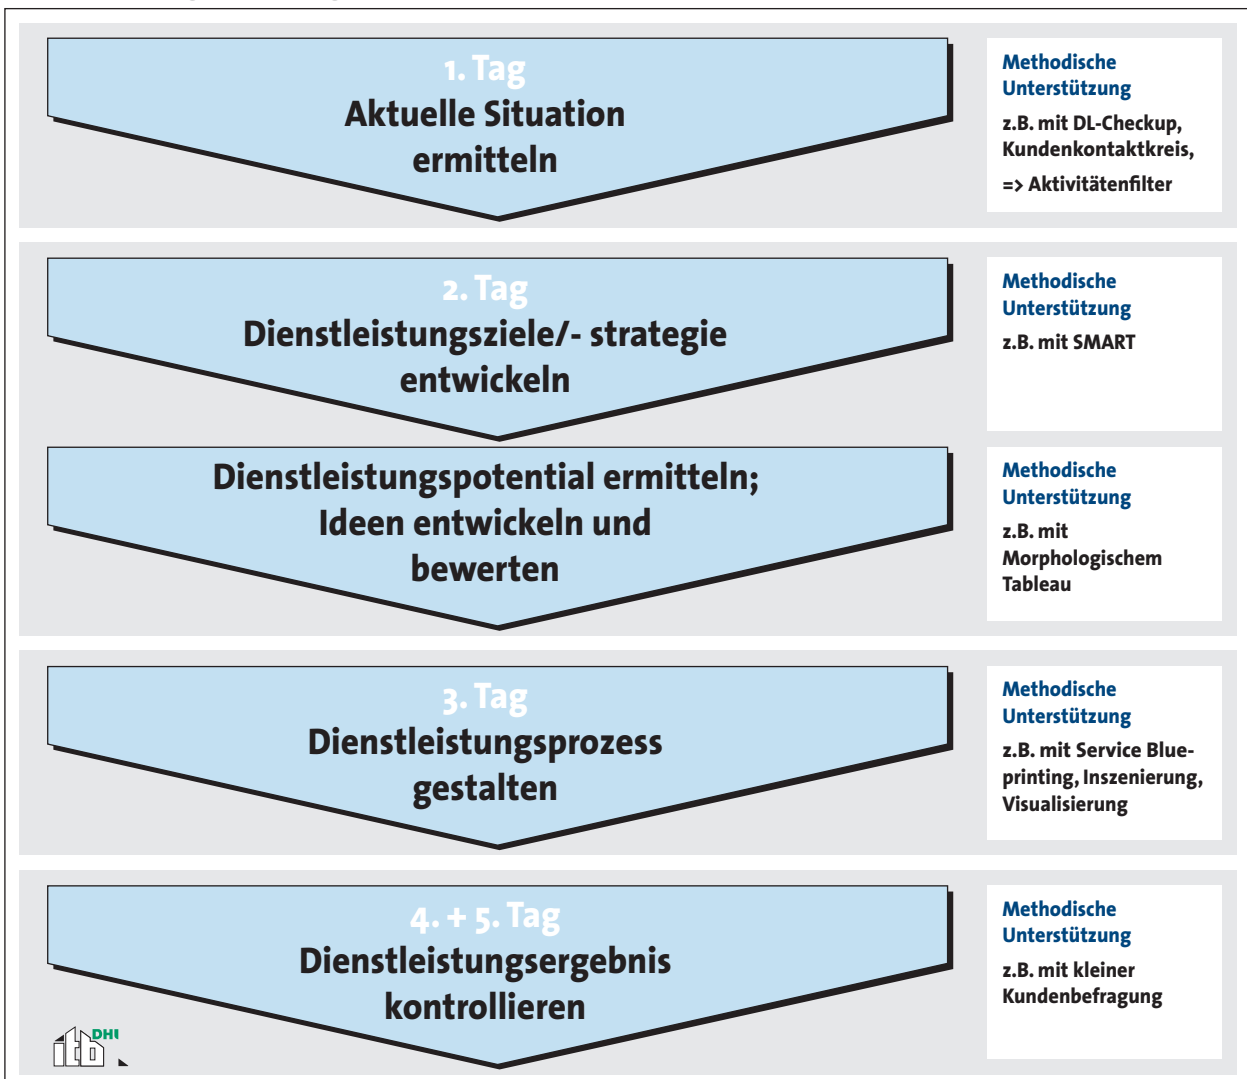 1. Tag
Aktuelle Situation
ermitteln
Methodische
Unterstützung
z.B. mit DL-Checkup,
Kundenkontaktkreis,
=> Aktivitätenfilter
2. Tag
Dienstleistungsziele/- strategie
entwickeln
Methodische
Unterstützung
z.B. mit SMART
Dienstleistungspotential ermitteln;
Ideen entwickeln und
bewerten
Methodische
Unterstützung
z.B. mit
Morphologischem
Tableau
3. Tag
Dienstleistungsprozess
gestalten
Methodische
Unterstützung
z.B. mit Service Blue-
printing, Inszenierung,
Visualisierung
4. + 5. Tag
Dienstleistungsergebnis
kontrollieren
Methodische
Unterstützung
z.B. mit kleiner
Kundenbefragung
DHI
itb